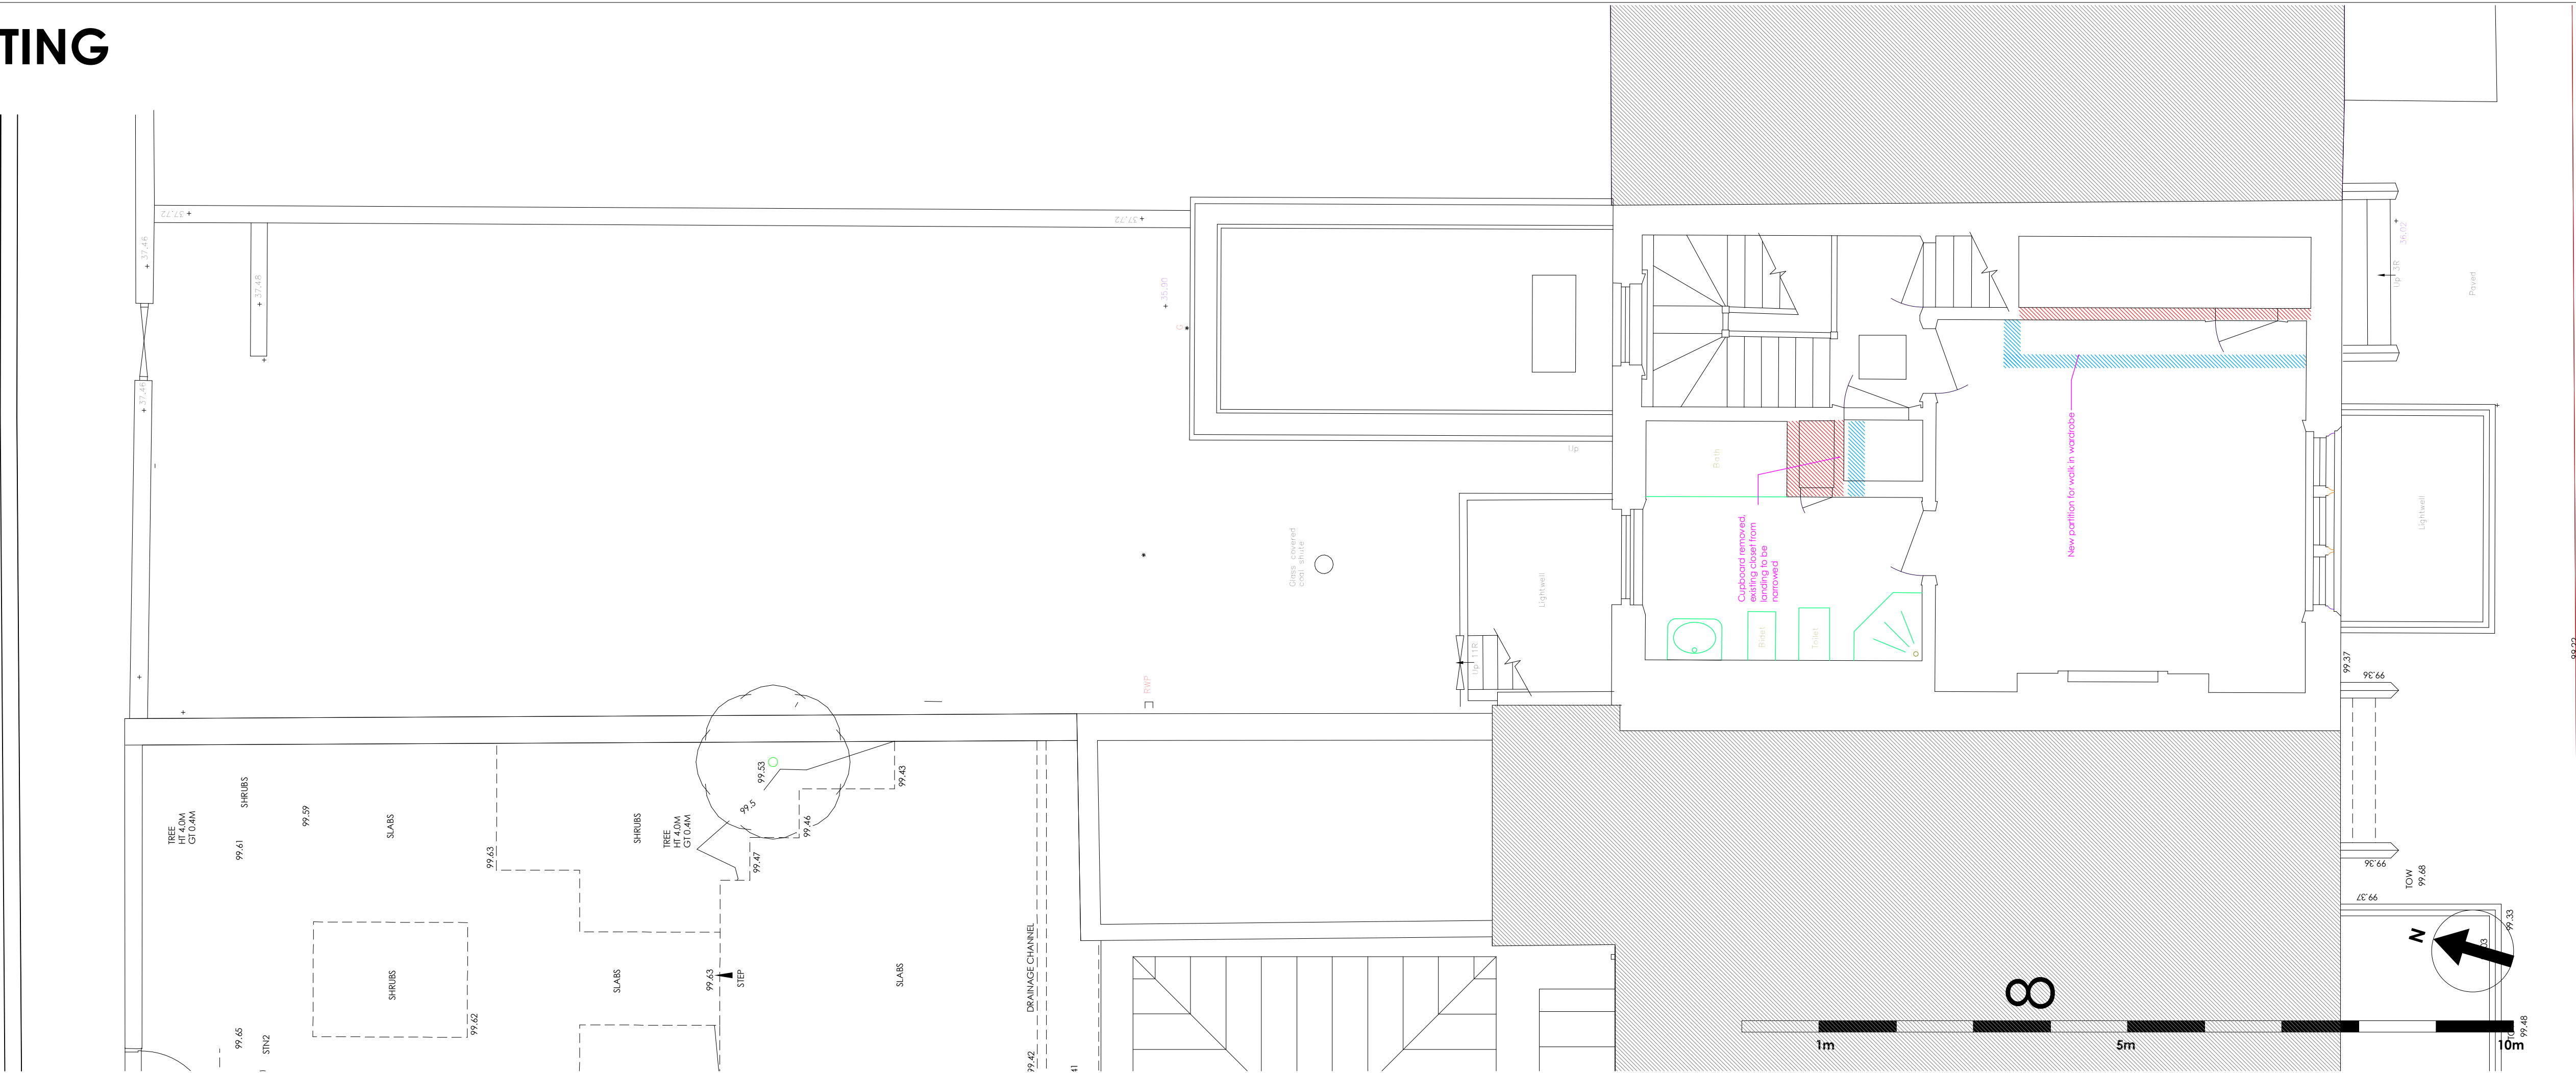 TING
37.72
37.72
37.48
37.48
37.48
35.00
G
Up
Glass covered
coal shute
RWP
Lightwell
Up 11R
Bath
Cupboard removed,
existing closet from
landing to be
narrowed
Bidet
Toilet
New partition for walk in wardrobe
36.02
Up 3R
Paved
Lightwell
99.37
99.36
99.36
99.37
TOW
99.68
99.33
N
8
1m
5m
10m
99.48
TREE
HT 4.0M
GT 0.4M
SHRUBS
99.61
99.59
SLABS
99.63
SHRUBS
TREE
HT 4.0M
GT 0.4M
99.53
99.5
99.43
99.46
99.47
SHRUBS
99.62
99.65
STN2
SLABS
99.63
STEP
SLABS
DRAINAGE CHANNEL
99.42